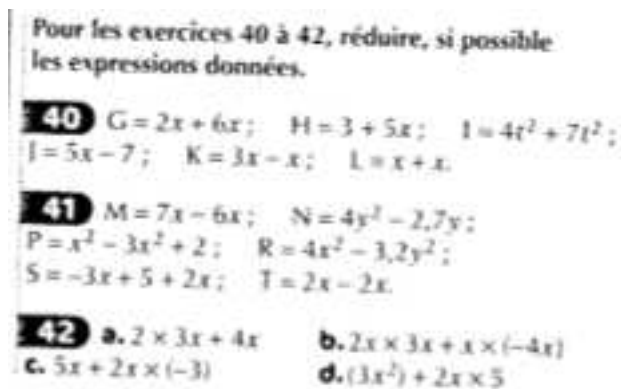 Pour les exercices 40 à 42, réduire, si possible
les expressions données.
40 G = 2x + 6x ; H = 3 + 5x ; I = 4t² + 7t² ;
J = 5x – 7 ; K = 3x – x ; L = x + x.
41 M = 7x – 6x ; N = 4y² – 2,7y ;
P = x² – 3x² + 2 ; R = 4x² – 3,2y² ;
S = –3x + 5 + 2x ; T = 2x – 2x.
42 a. 2 × 3x + 4x b. 2x × 3x + x × (–4x)
c. 5x + 2x × (–3) d. (3x²) + 2x × 5